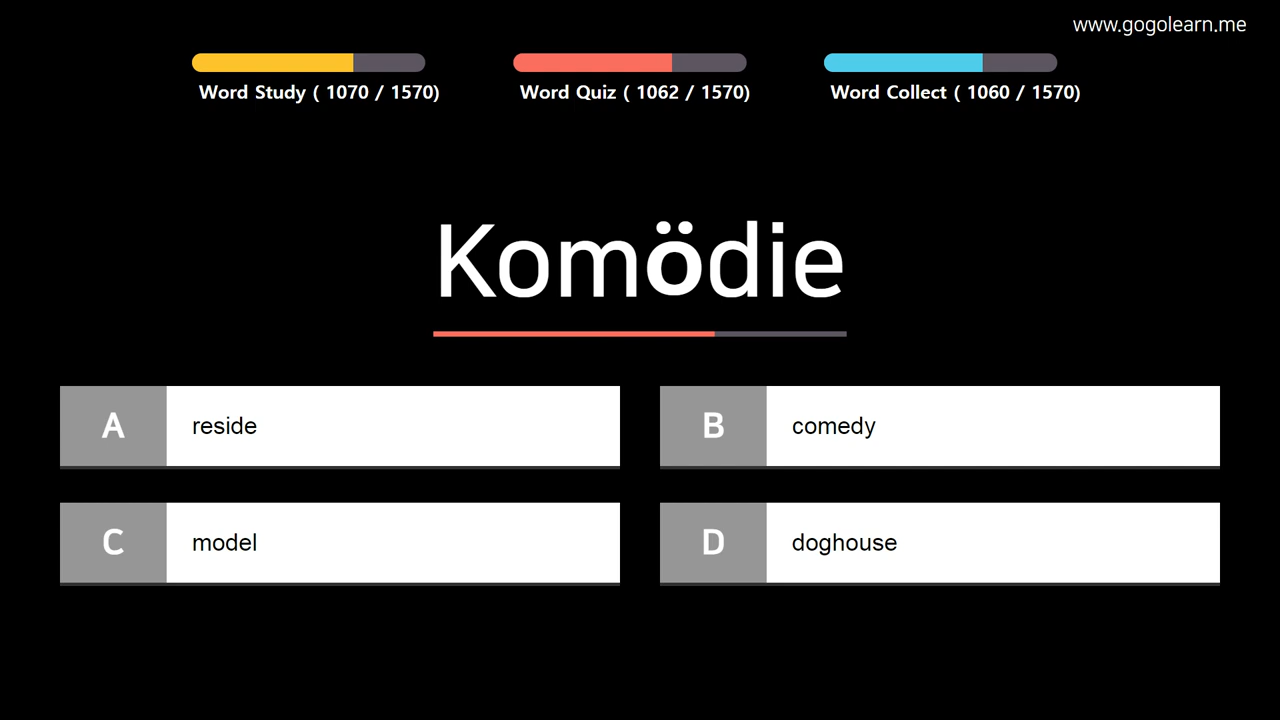 www.gogolearn.me
Word Study ( 1070 / 1570)
Word Quiz ( 1062 / 1570)
Word Collect ( 1060 / 1570)
Komödie
A reside
B comedy
C model
D doghouse